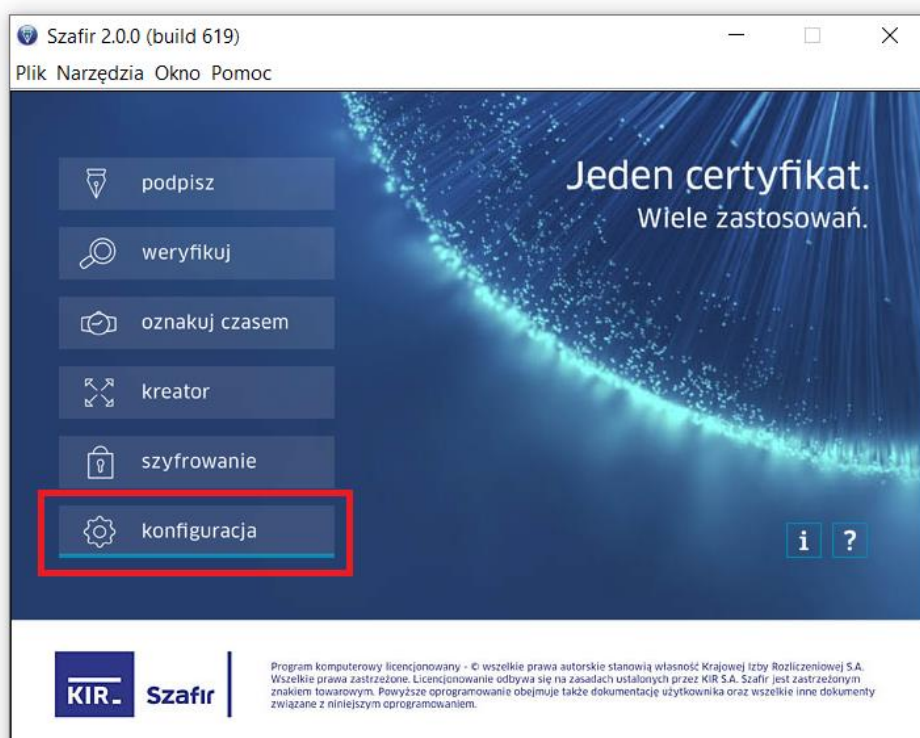 Szafir 2.0.0 (build 619)
Plik Narzędzia Okno Pomoc
podpisz
weryfikuj
oznakuj czasem
kreator
szyfrowanie
konfiguracja
Jeden certyfikat.
Wiele zastosowań.
i ?
KIR. Szafir
Program komputerowy licencjonowany - © wszelkie prawa autorskie stanowią własność Krajowej Izby Rozliczeniowej S.A.
Wszelkie prawa zastrzeżone. Licencjonowanie odbywa się na zasadach ustalonych przez KIR S.A. Szafir jest zastrzeżonym
znakiem towarowym. Powyższe oprogramowanie obejmuje także dokumentację użytkownika oraz wszelkie inne dokumenty
związane z niniejszym oprogramowaniem.